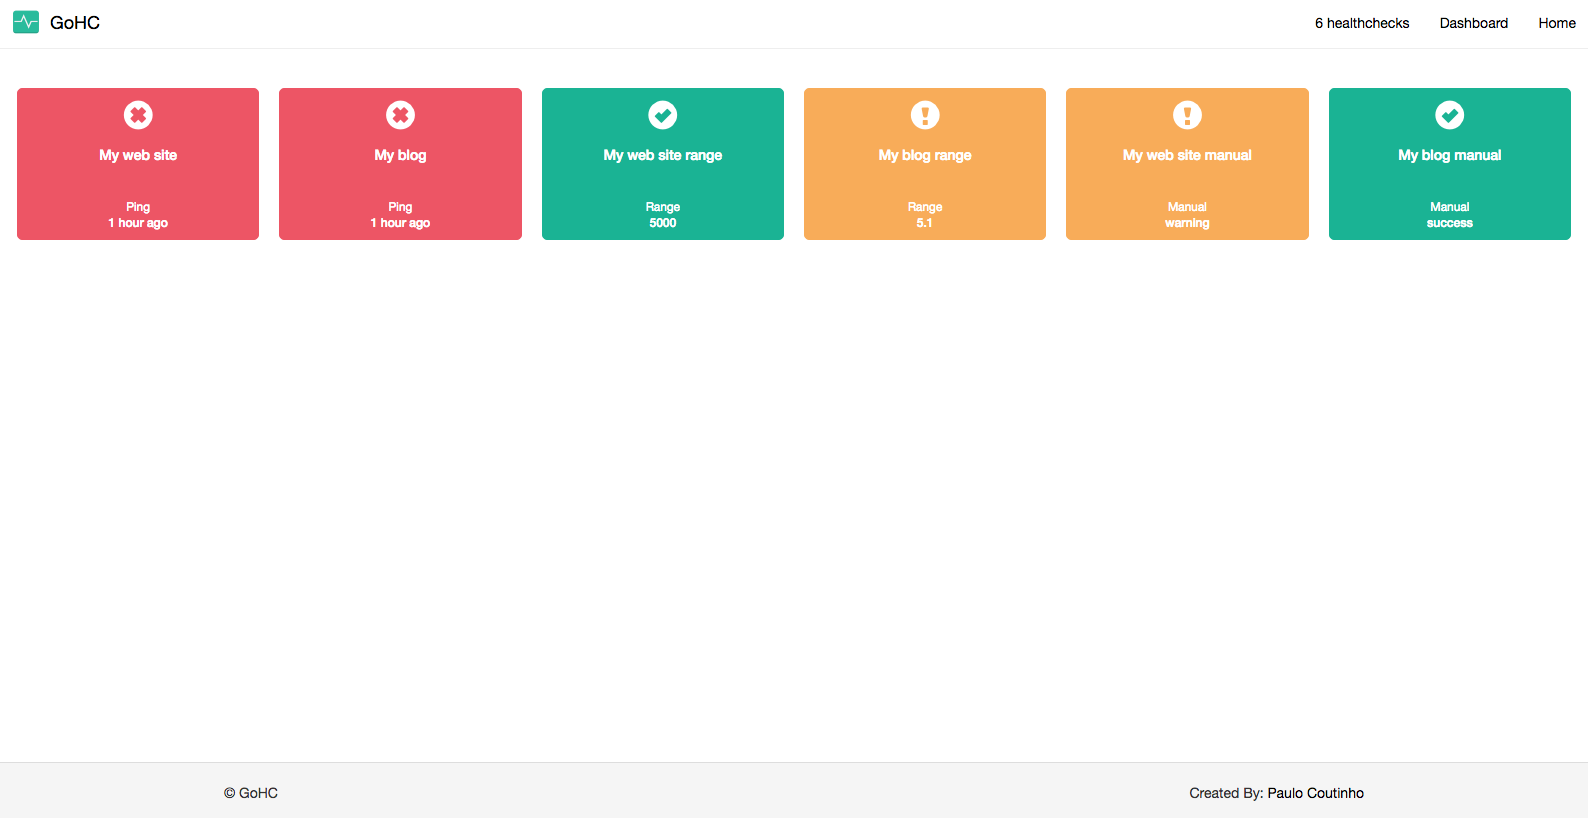 GoHC
6 healthchecks
Dashboard
Home
My web site
Ping
1 hour ago
My blog
Ping
1 hour ago
My web site range
Range
5000
My blog range
Range
5.1
My web site manual
Manual
warning
My blog manual
Manual
success
© GoHC
Created By: Paulo Coutinho